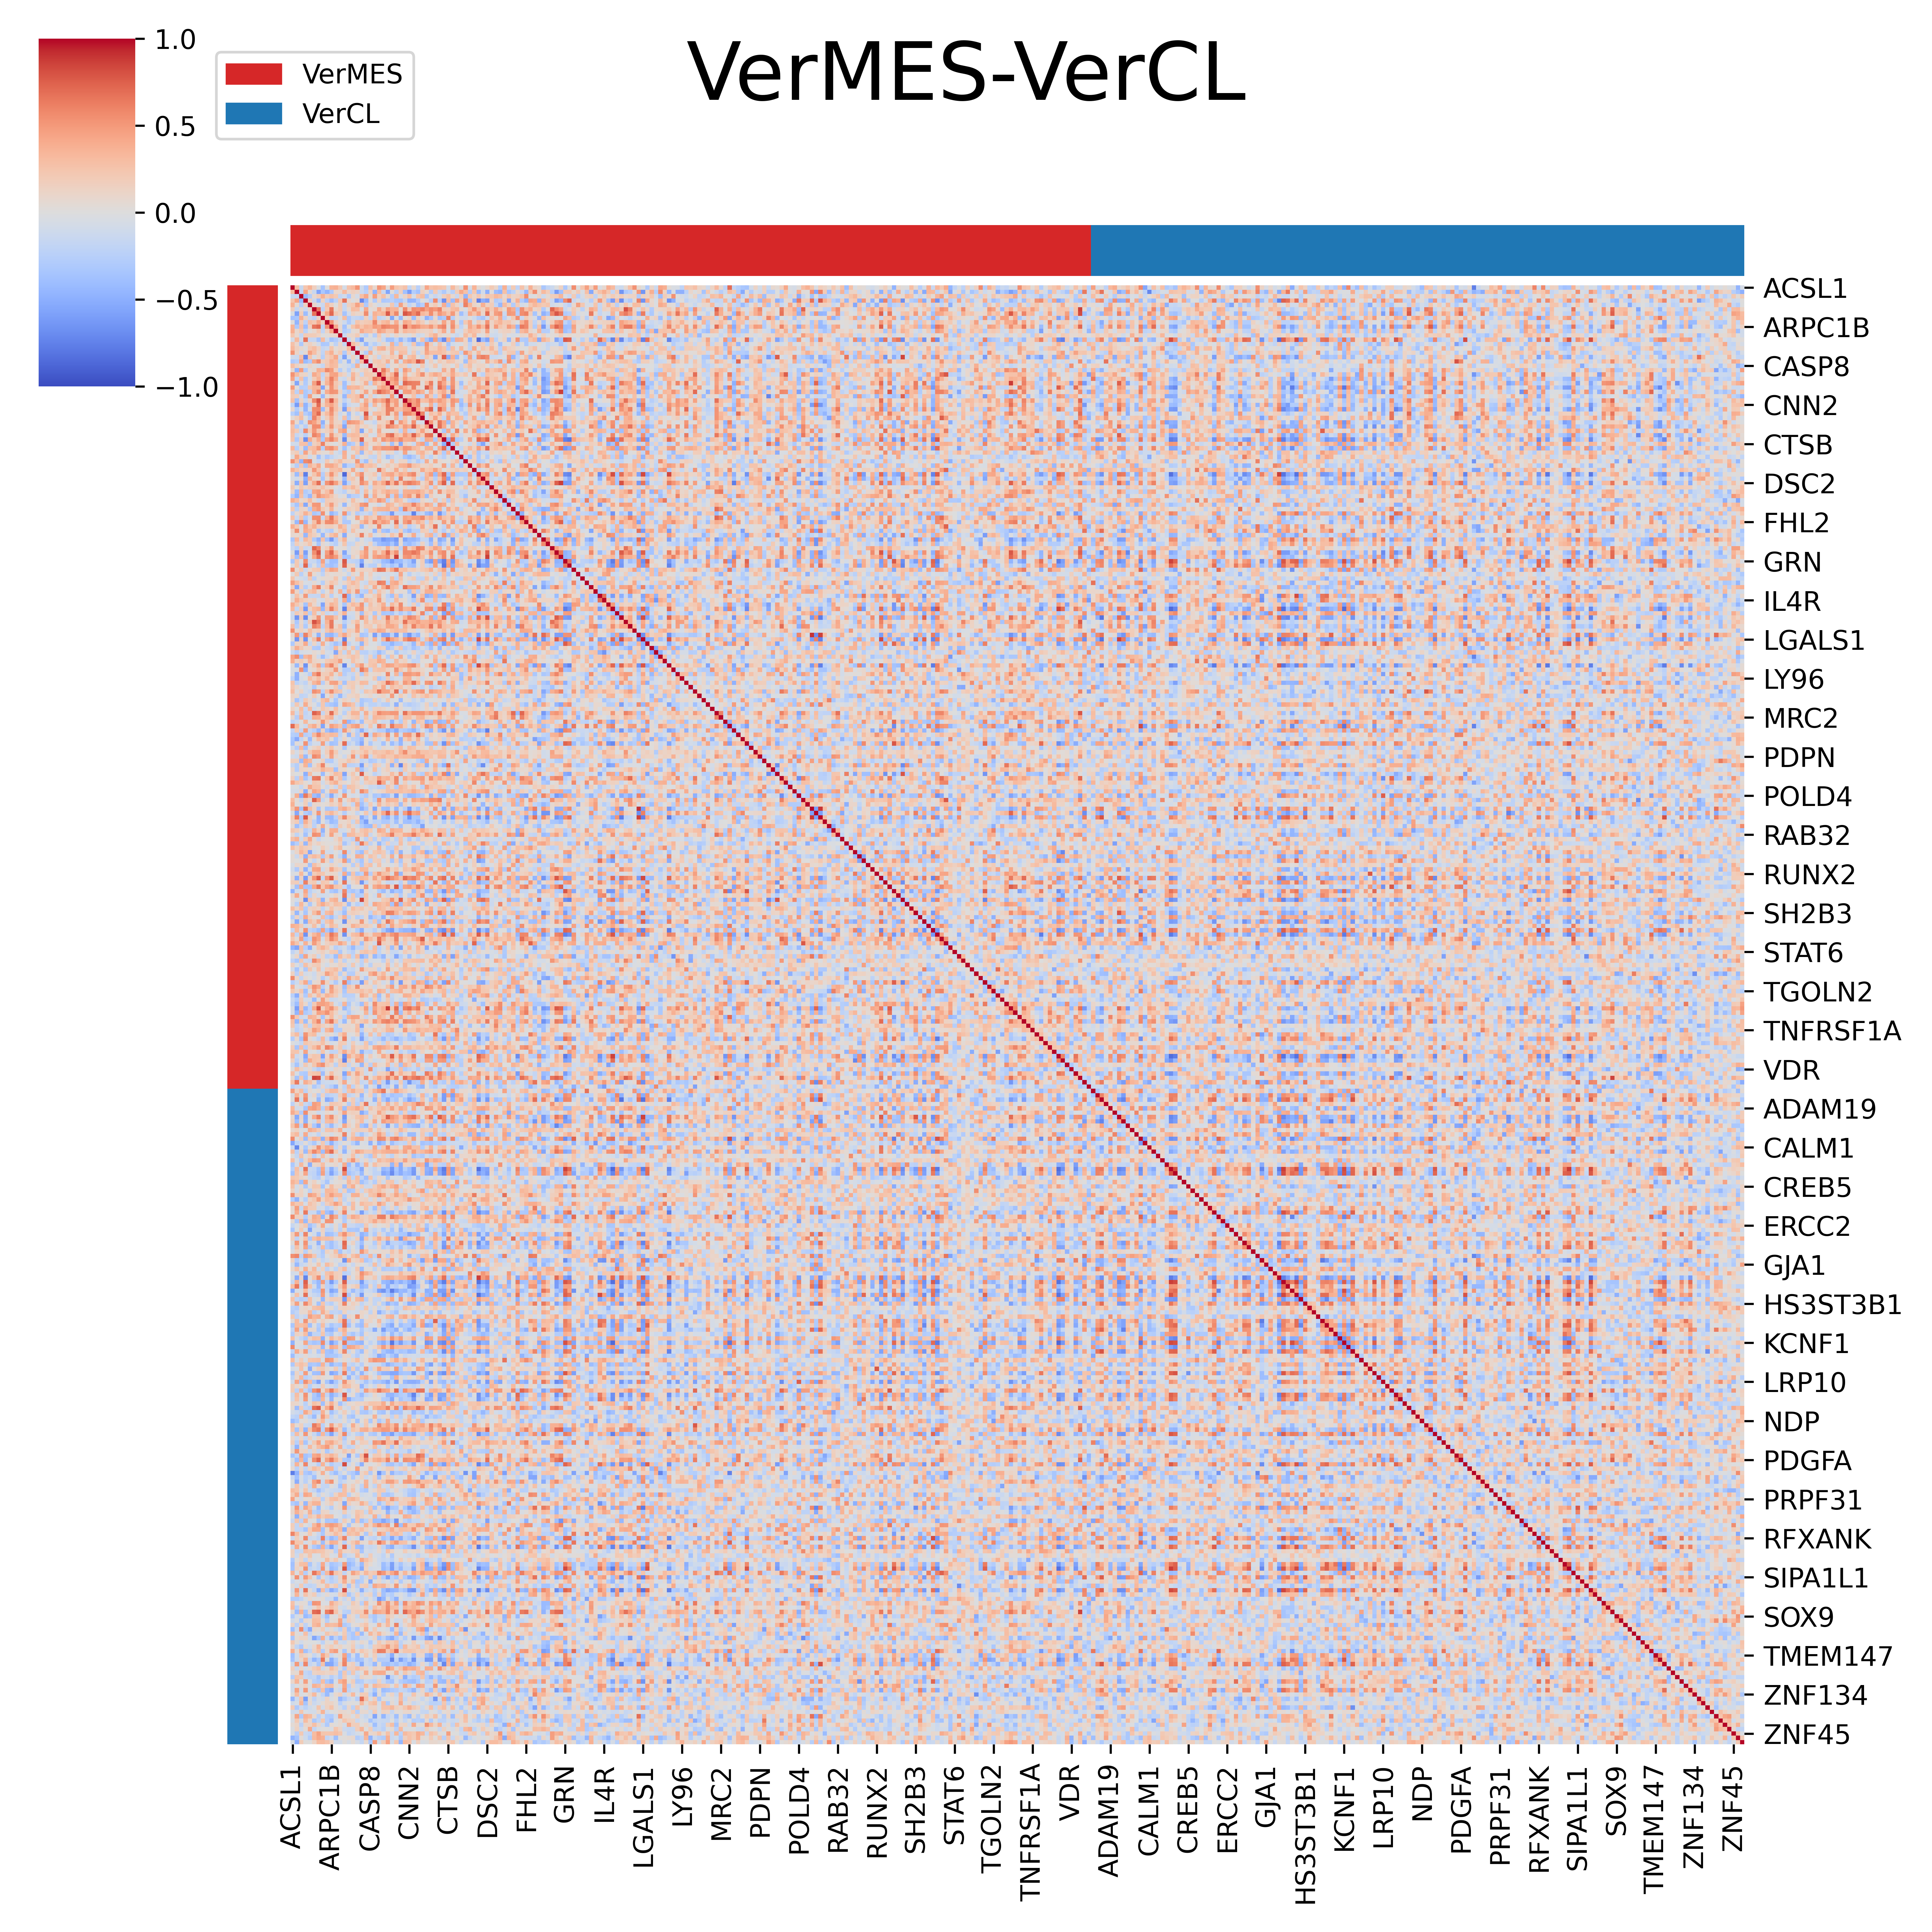 VerMES-VerCL
1.0
0.5
0.0
−0.5
−1.0
VerMES
VerCL
ACSL1
ARPC1B
CASP8
CNN2
CTSB
DSC2
FHL2
GRN
IL4R
LGALS1
LY96
MRC2
PDPN
POLD4
RAB32
RUNX2
SH2B3
STAT6
TGOLN2
TNFRSF1A
VDR
ADAM19
CALM1
CREB5
ERCC2
GJA1
HS3ST3B1
KCNF1
LRP10
NDP
PDGFA
PRPF31
RFXANK
SIPA1L1
SOX9
TMEM147
ZNF134
ZNF45
ACSL1
ARPC1B
CASP8
CNN2
CTSB
DSC2
FHL2
GRN
IL4R
LGALS1
LY96
MRC2
PDPN
POLD4
RAB32
RUNX2
SH2B3
STAT6
TGOLN2
TNFRSF1A
VDR
ADAM19
CALM1
CREB5
ERCC2
GJA1
HS3ST3B1
KCNF1
LRP10
NDP
PDGFA
PRPF31
RFXANK
SIPA1L1
SOX9
TMEM147
ZNF134
ZNF45